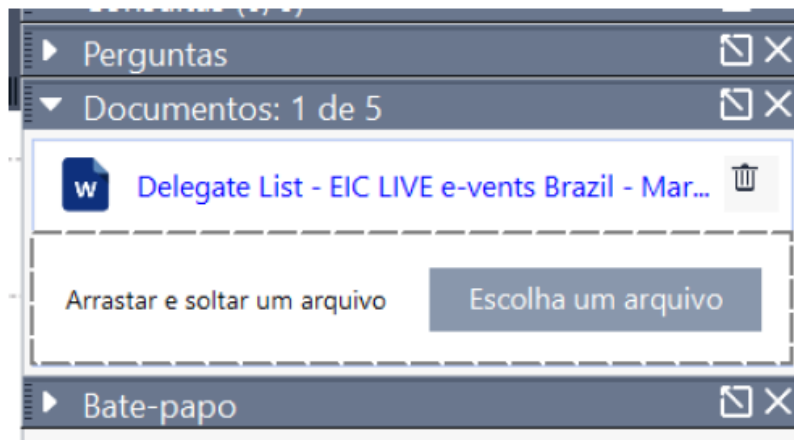 Perguntas
Documentos: 1 de 5
W
Delegate List - EIC LIVE e-vents Brazil - Mar...
Arrastar e soltar um arquivo
Escolha um arquivo
Bate-papo